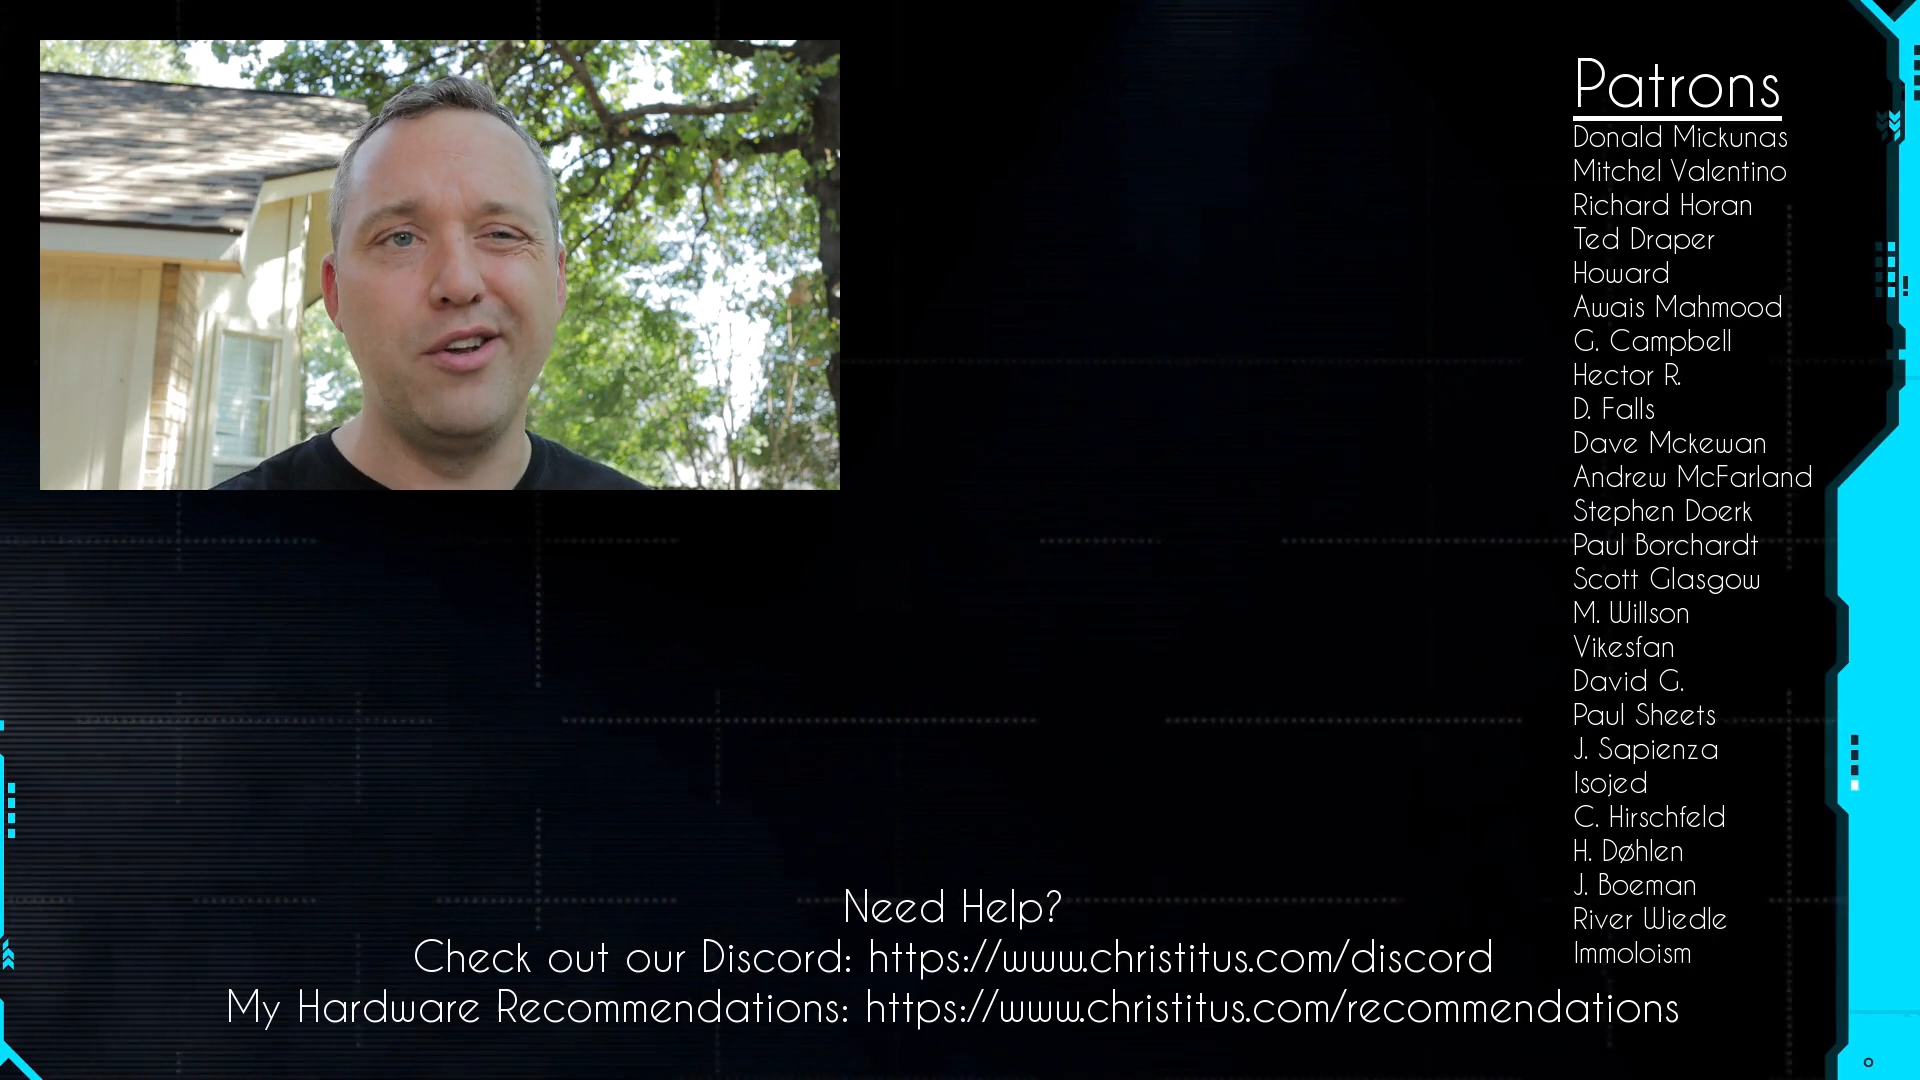 Patrons
Donald Mickunas
Mitchel Valentino
Richard Horan
Ted Draper
Howard
Awais Mahmood
G. Campbell
Hector R.
D. Falls
Dave Mckewan
Andrew McFarland
Stephen Doerk
Paul Borchardt
Scott Glasgow
M. Willson
Vikesfan
David G.
Paul Sheets
J. Sapienza
Isojed
C. Hirschfeld
H. Døhlen
J. Boeman
River Wiedle
Immoloism
Need Help?
Check out our Discord: https://www.christitus.com/discord
My Hardware Recommendations: https://www.christitus.com/recommendations